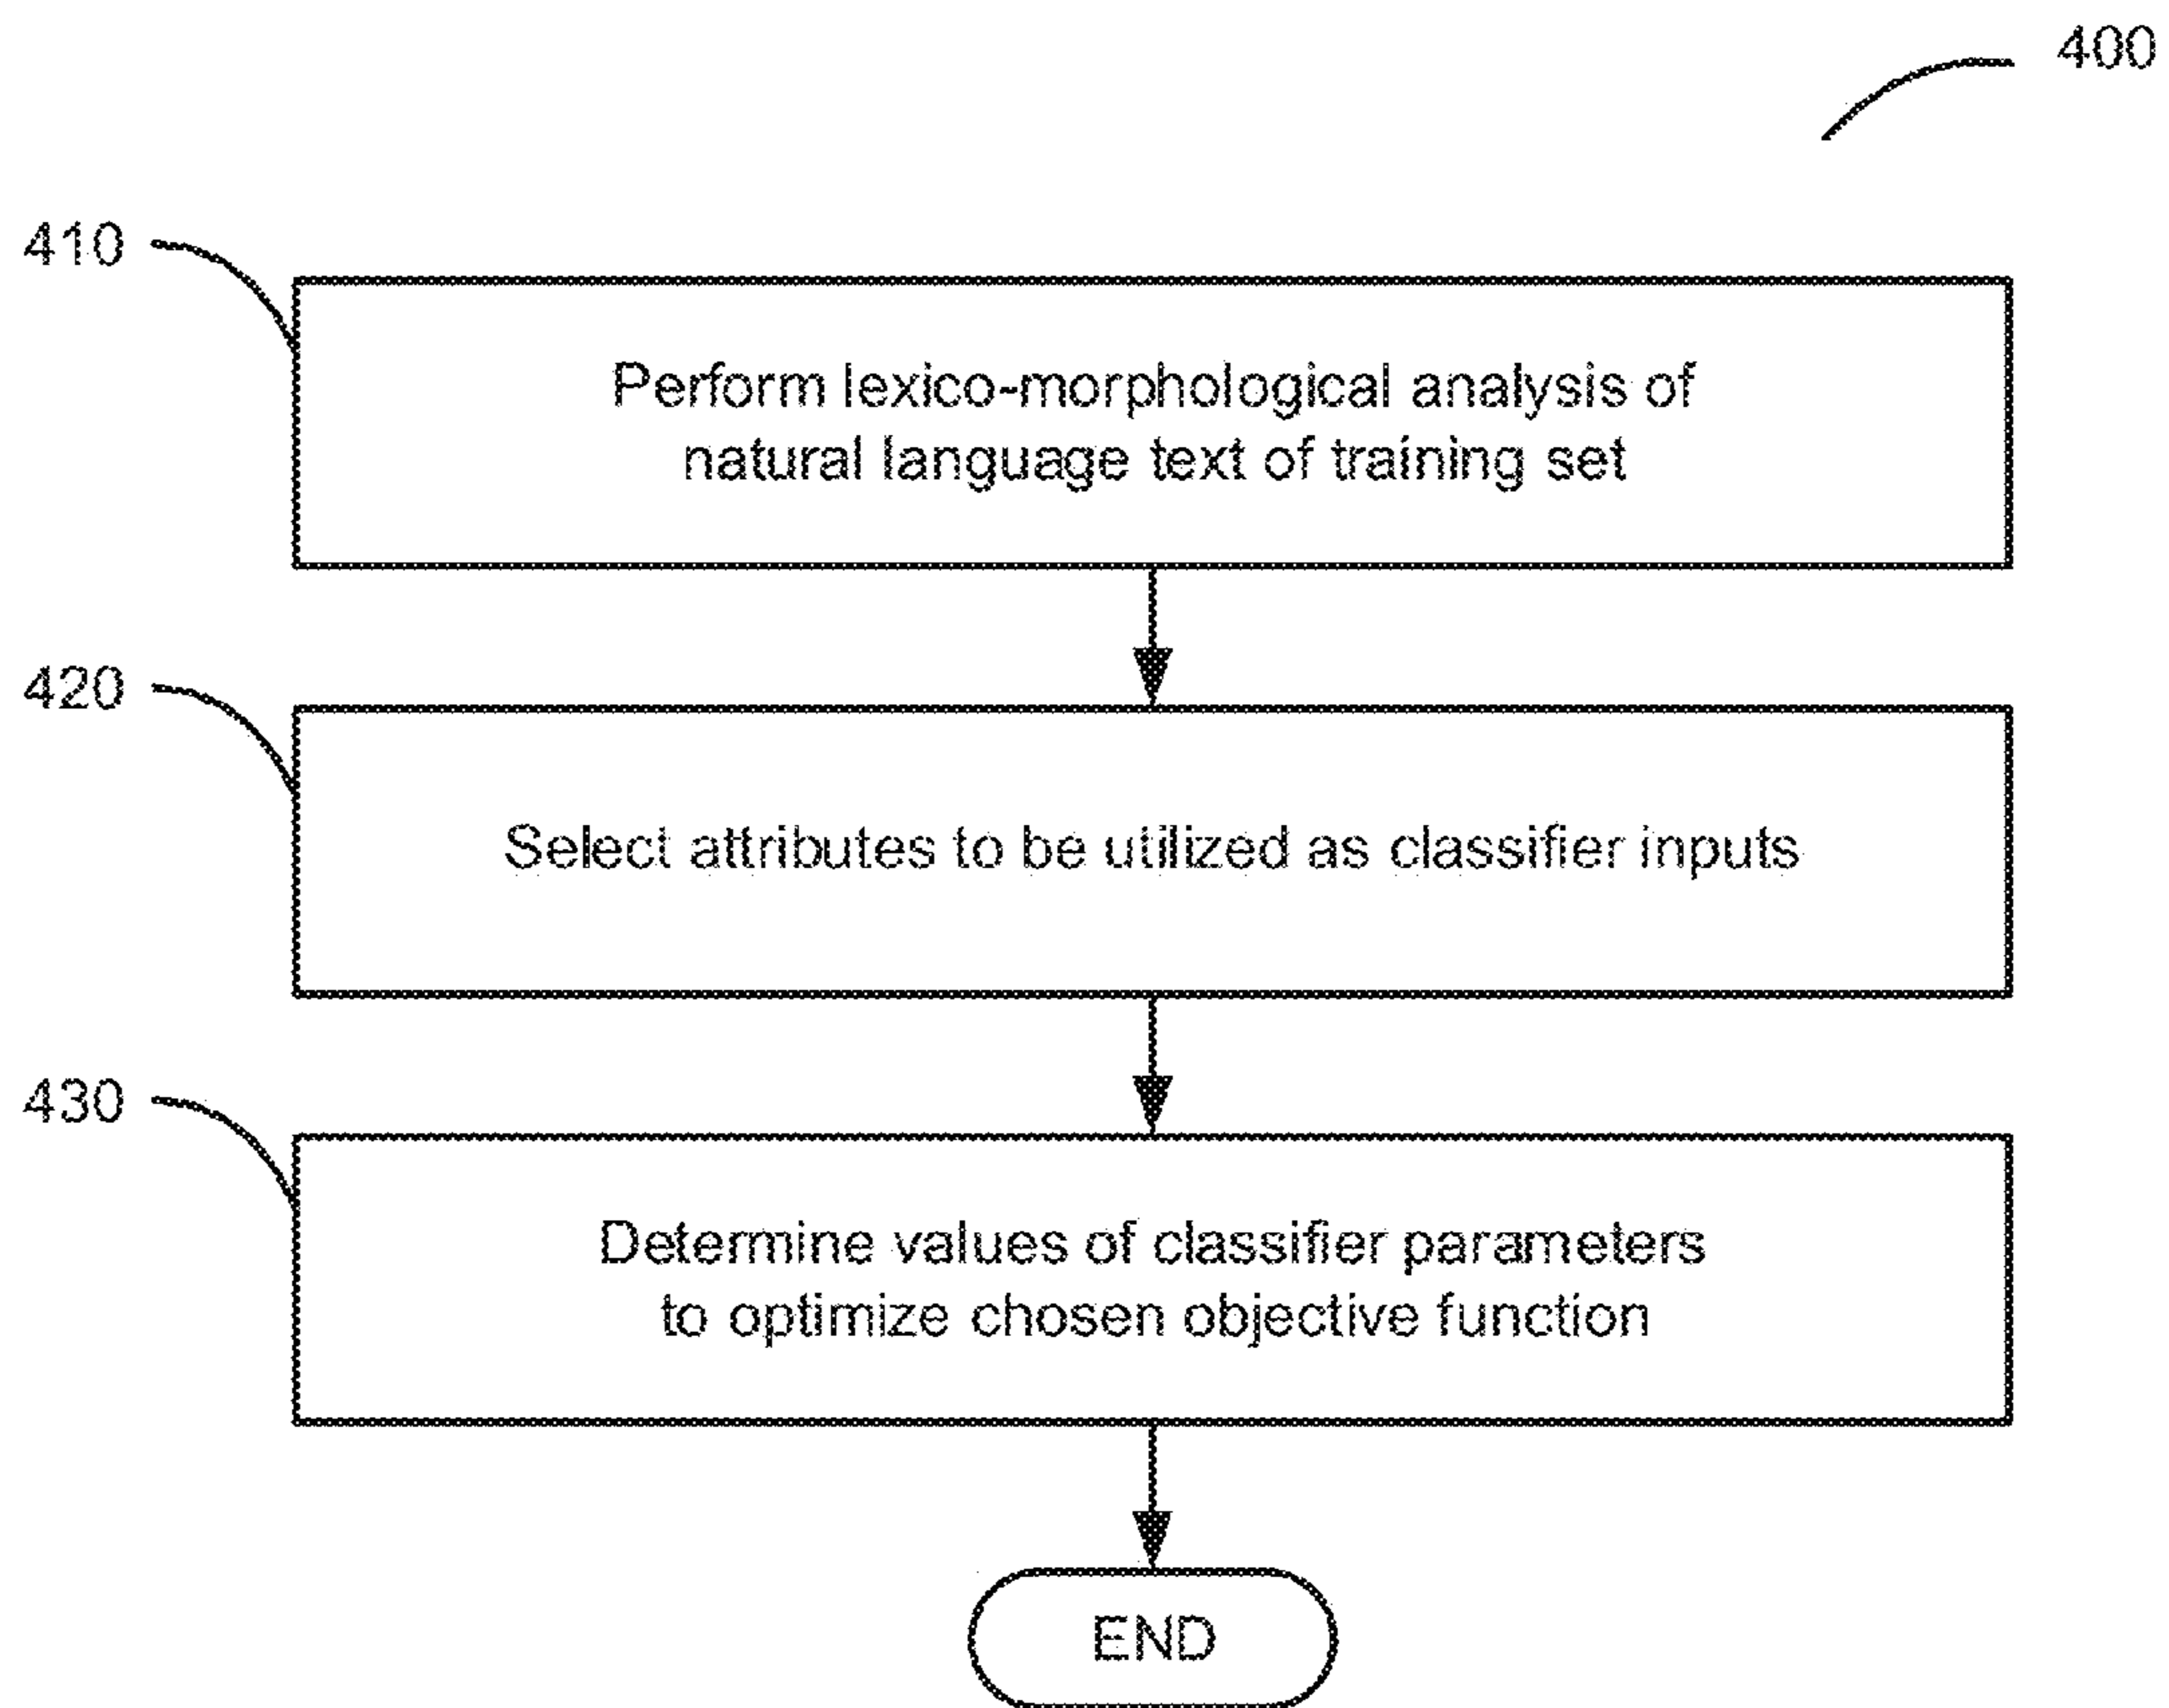 400
410
Perform lexico-morphological analysis of
natural language text of training set
420
Select attributes to be utilized as classifier inputs
430
Determine values of classifier parameters
to optimize chosen objective function
END